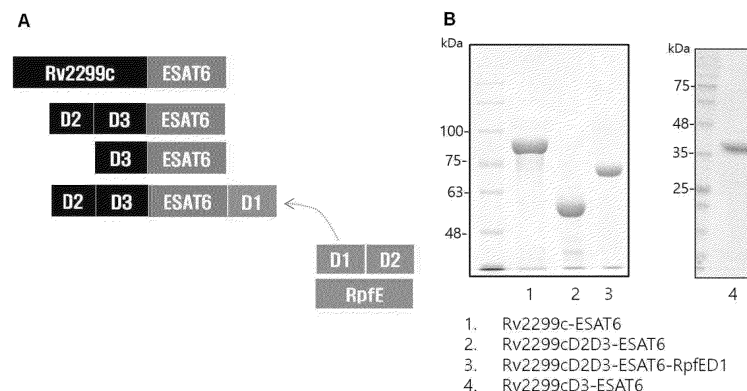 A
Rv2299c ESAT6
D2 D3 ESAT6
D3 ESAT6
D2 D3 ESAT6 D1
D1 D2
RpfE
B
kDa
100-
75-
63-
48-
1 2 3
kDa
75-
48-
35-
25-
4
1. Rv2299c-ESAT6
2. Rv2299cD2D3-ESAT6
3. Rv2299cD2D3-ESAT6-RpfED1
4. Rv2299cD3-ESAT6